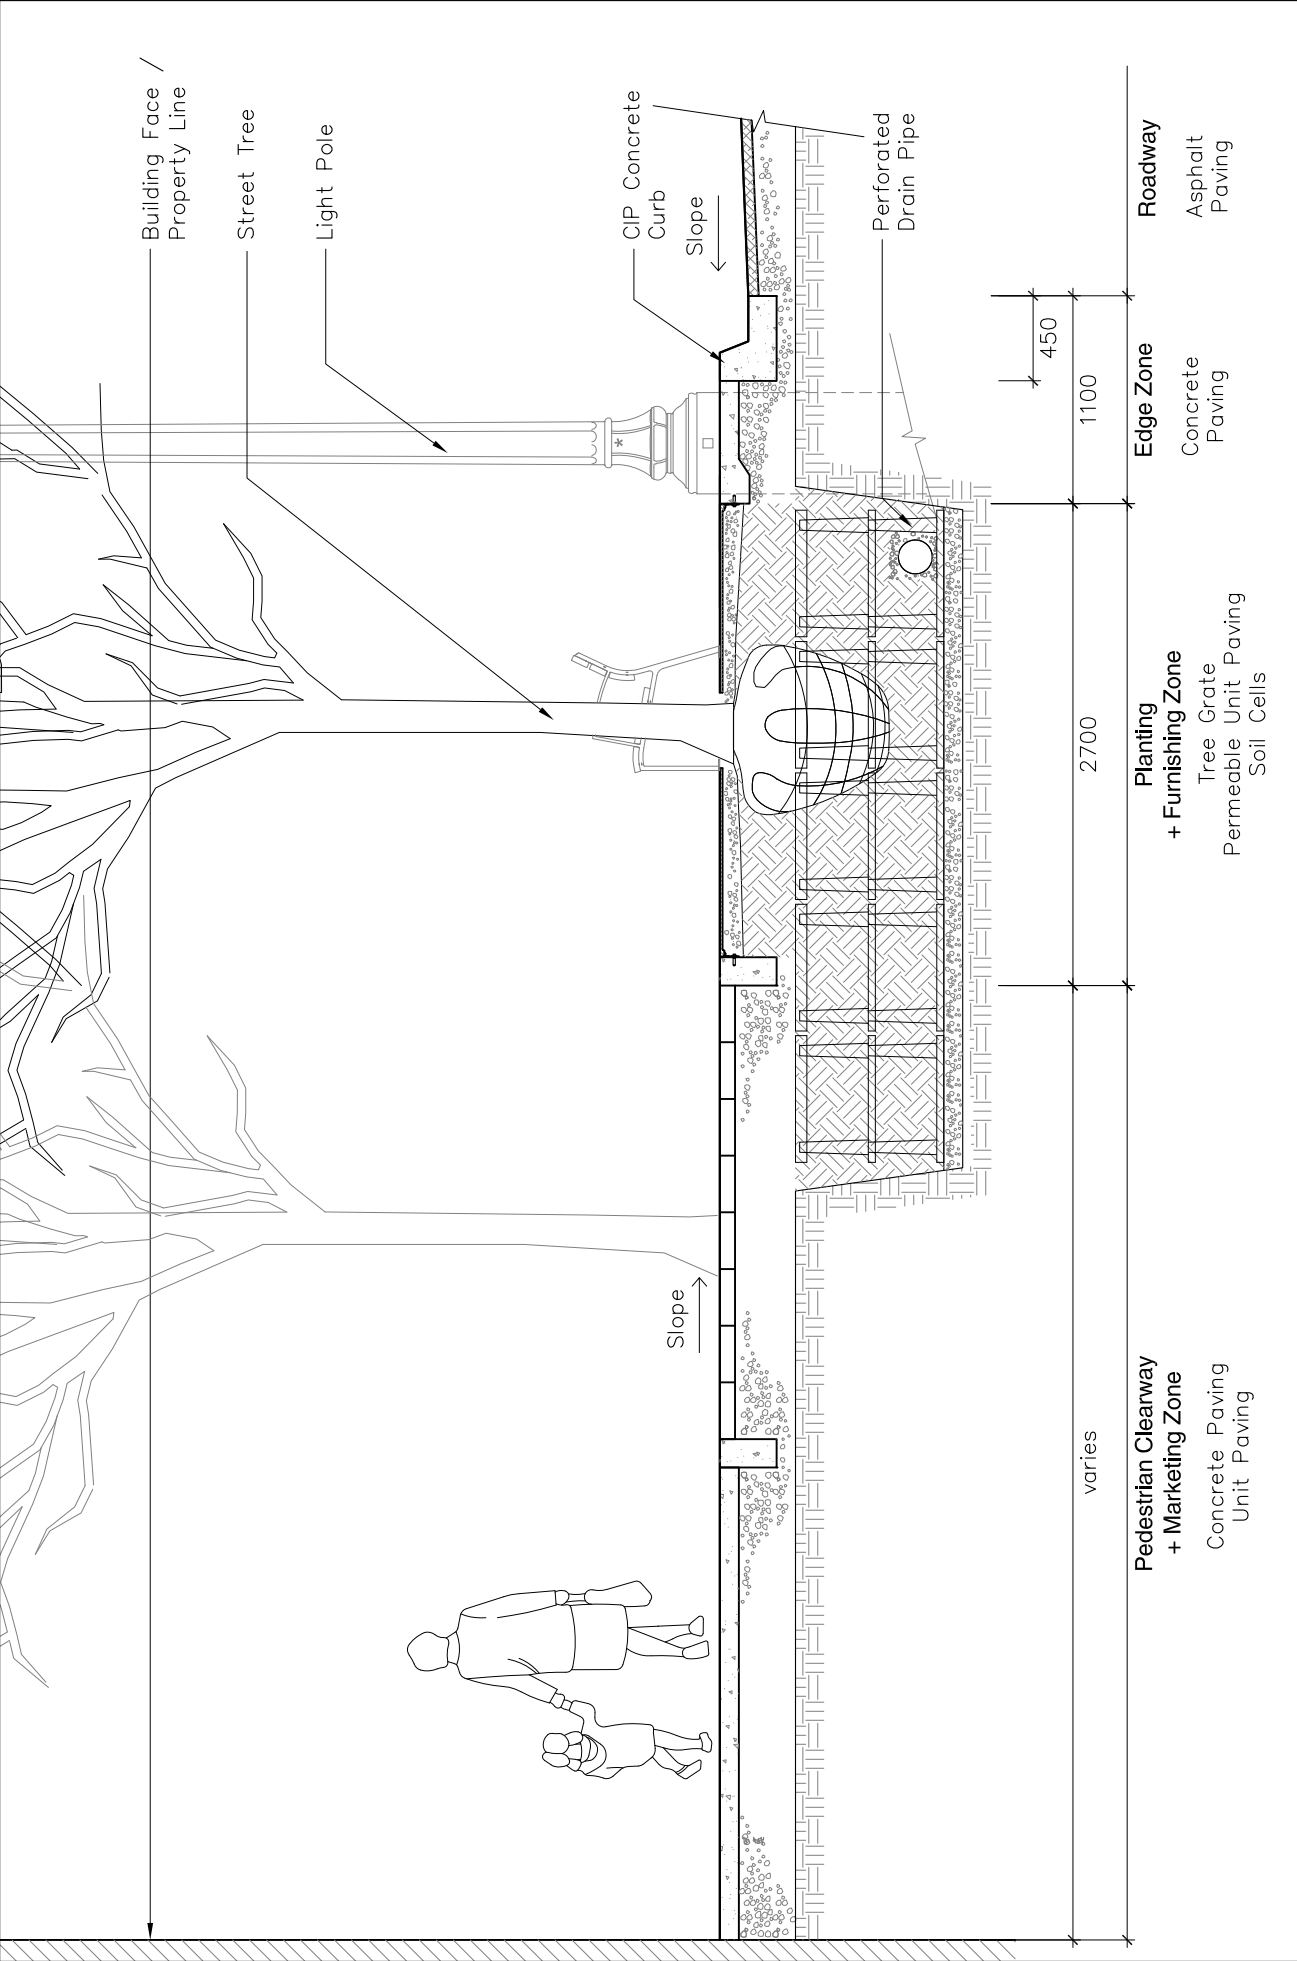 Building Face /
Property Line
Street Tree
Light Pole
CIP Concrete
Curb
Slope
Perforated
Drain Pipe
Slope
450
1100
2700
varies
Pedestrian Clearway
+ Marketing Zone
Concrete Paving
Unit Paving
Planting
+ Furnishing Zone
Tree Grate
Permeable Unit Paving
Soil Cells
Edge Zone
Concrete
Paving
Roadway
Asphalt
Paving